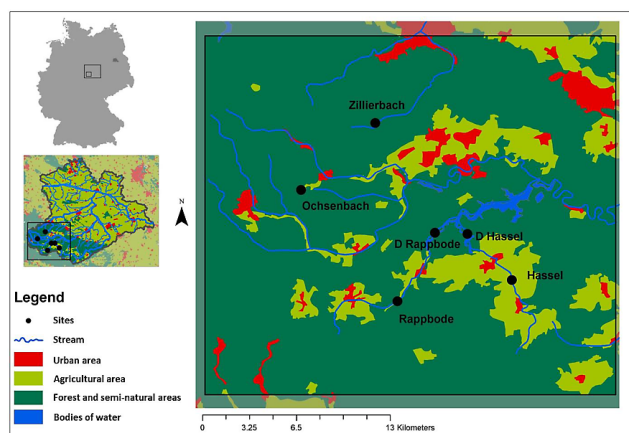 Zillierbach
Ochsenbach
D Rappbode
D Hassel
Hassel
Rappbode
N
Legend
Sites
Stream
Urban area
Agricultural area
Forest and semi-natural areas
Bodies of water
0 3.25 6.5 13 Kilometers